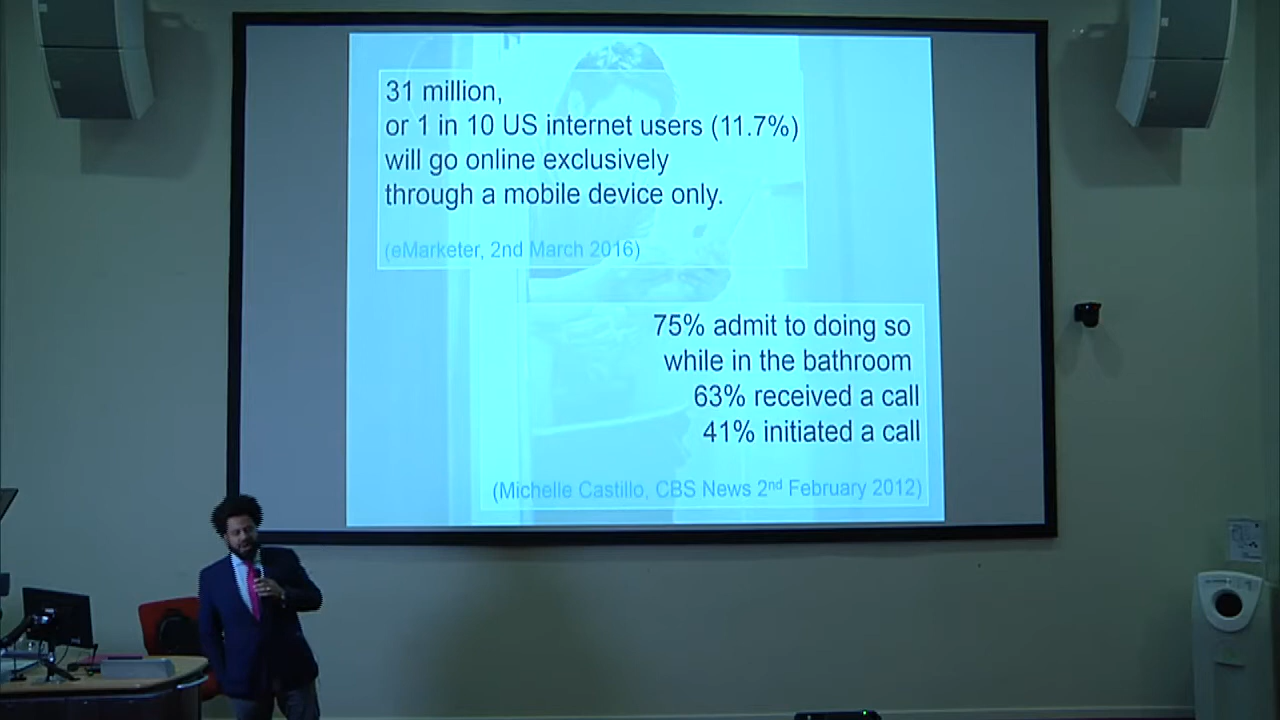 31 million,
or 1 in 10 US internet users (11.7%)
will go online exclusively
through a mobile device only.
(eMarketer, 2nd March 2016)
75% admit to doing so
while in the bathroom
63% received a call
41% initiated a call
(Michelle Castillo, CBS News 2nd February 2012)